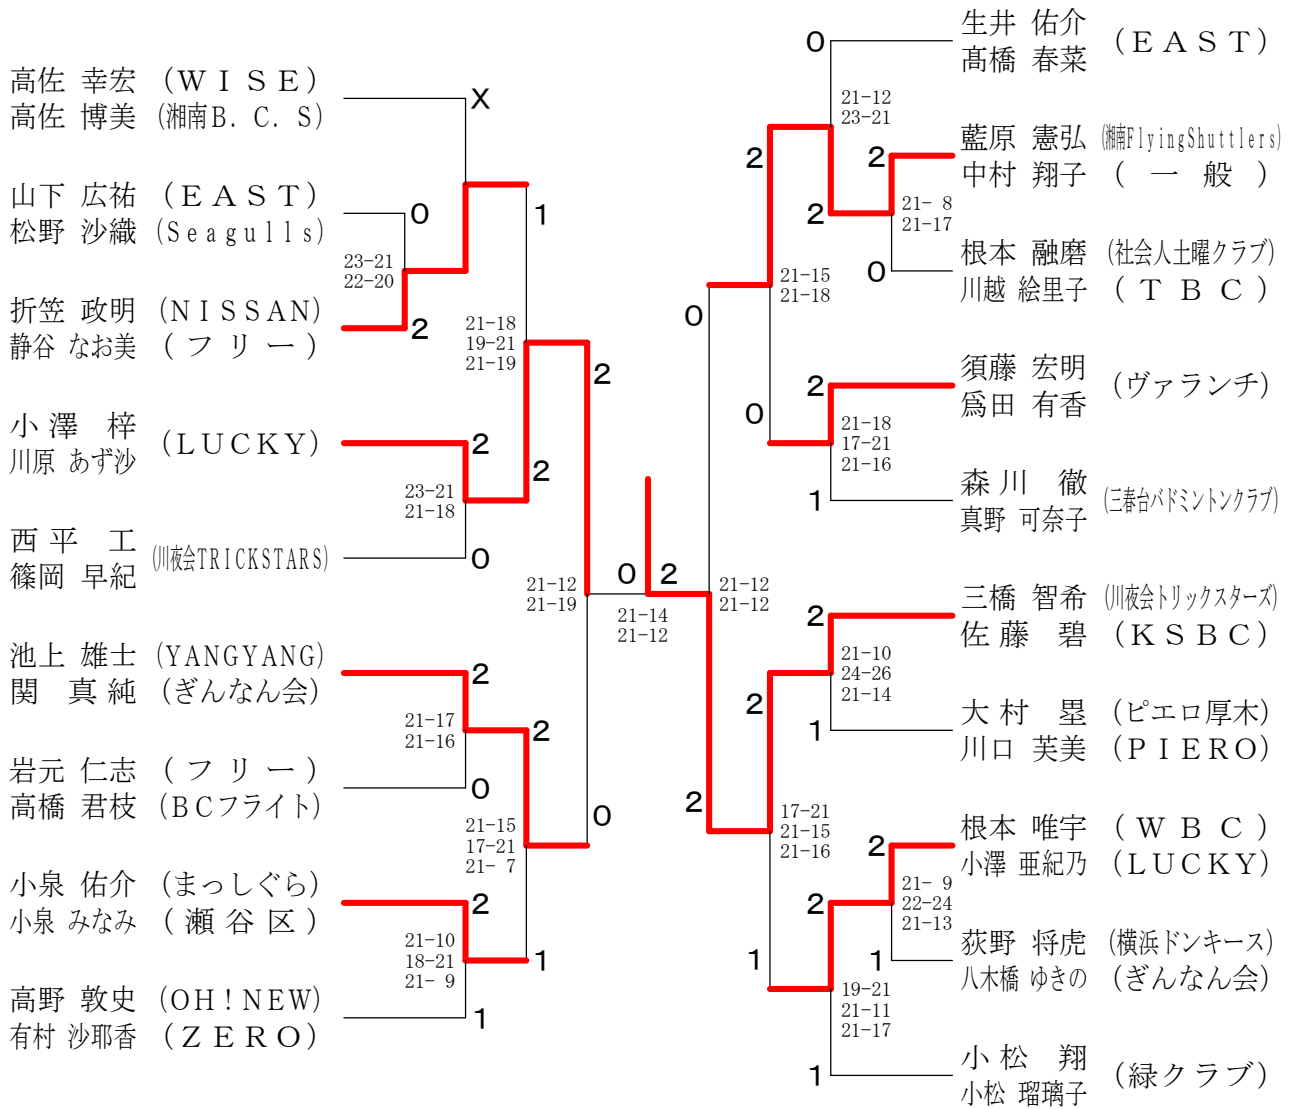 高佐 幸宏 (ＷＩＳＥ)
高佐 博美 (湘南B. C. S)
X
山下 広祐 (ＥＡＳＴ)
松野 沙織 (Seagulls)
0
23-21
22-20
折笠 政明 (NISSAN)
静谷 なお美 (フリー)
2
1
21-18
19-21
21-19
小澤 梓
川原 あず沙
(LUCKY)
2
2
23-21
21-18
西平 工
篠岡 早紀
(川夜会TRICKSTARS)
0
2
21-12
21-19
池上 雄士 (YANGYANG)
関 真純 (ぎんなん会)
2
21-17
21-16
2
岩元 仁志 (フリー)
高橋 君枝 (BCフライト)
0
21-15
17-21
21- 7
0
小泉 佑介 (まっしぐら)
小泉 みなみ (瀬谷区)
2
21-10
18-21
21- 9
1
高野 敦史 (OH!NEW)
有村 沙耶香 (ＺＥＲＯ)
1
0 2
21-14
21-12
生井 佑介
髙橋 春菜
(ＥＡＳＴ)
0
21-12
23-21
藍原 憲弘 (湘南FlyingShuttlers)
中村 翔子 (一般)
2
2
2
21- 8
21-17
根本 融磨 (社会人土曜クラブ)
川越 絵里子 (ＴＢＣ)
0
21-15
21-18
0
須藤 宏明
爲田 有香
(ヴァランチ)
2
0
21-18
17-21
21-16
森川 徹
真野 可奈子
(三春台バドミントンクラブ)
1
21-12
21-12
三橋 智希 (川夜会トリックスターズ)
佐藤 碧 (ＫＳＢＣ)
2
21-10
24-26
21-14
2
大村 塁 (ピエロ厚木)
川口 芙美 (ＰＩＥＲＯ)
1
2
17-21
21-15
21-16
根本 唯宇 (ＷＢＣ)
小澤 亜紀乃 (LUCKY)
2
21- 9
22-24
21-13
2
荻野 将虎 (横浜ドンキース)
八木橋 ゆきの (ぎんなん会)
1
1
19-21
21-11
21-17
小松 翔
小松 瑠璃子
(緑クラブ)
1